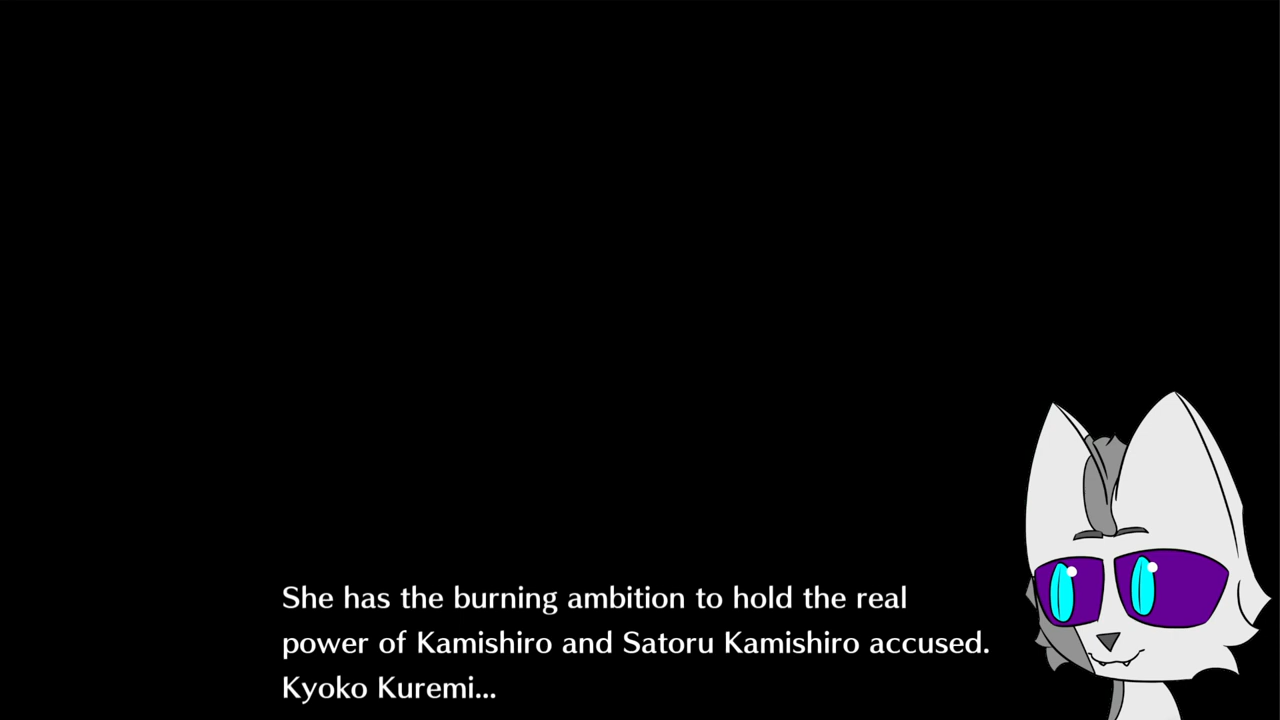 She has the burning ambition to hold the real
power of Kamishiro and Satoru Kamishiro accused.
Kyoko Kuremi...